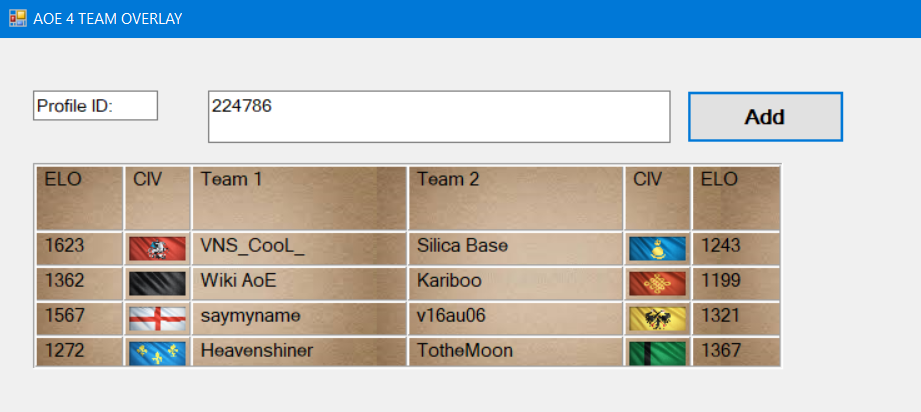 AOE 4 TEAM OVERLAY
Profile ID: 224786 Add
ELO CIV Team 1 Team 2 CIV ELO
1623 VNS_CooL_ Silica Base 1243
1362 Wiki AoE Kariboo 1199
1567 saymyname v16au06 1321
1272 Heavenshiner TotheMoon 1367